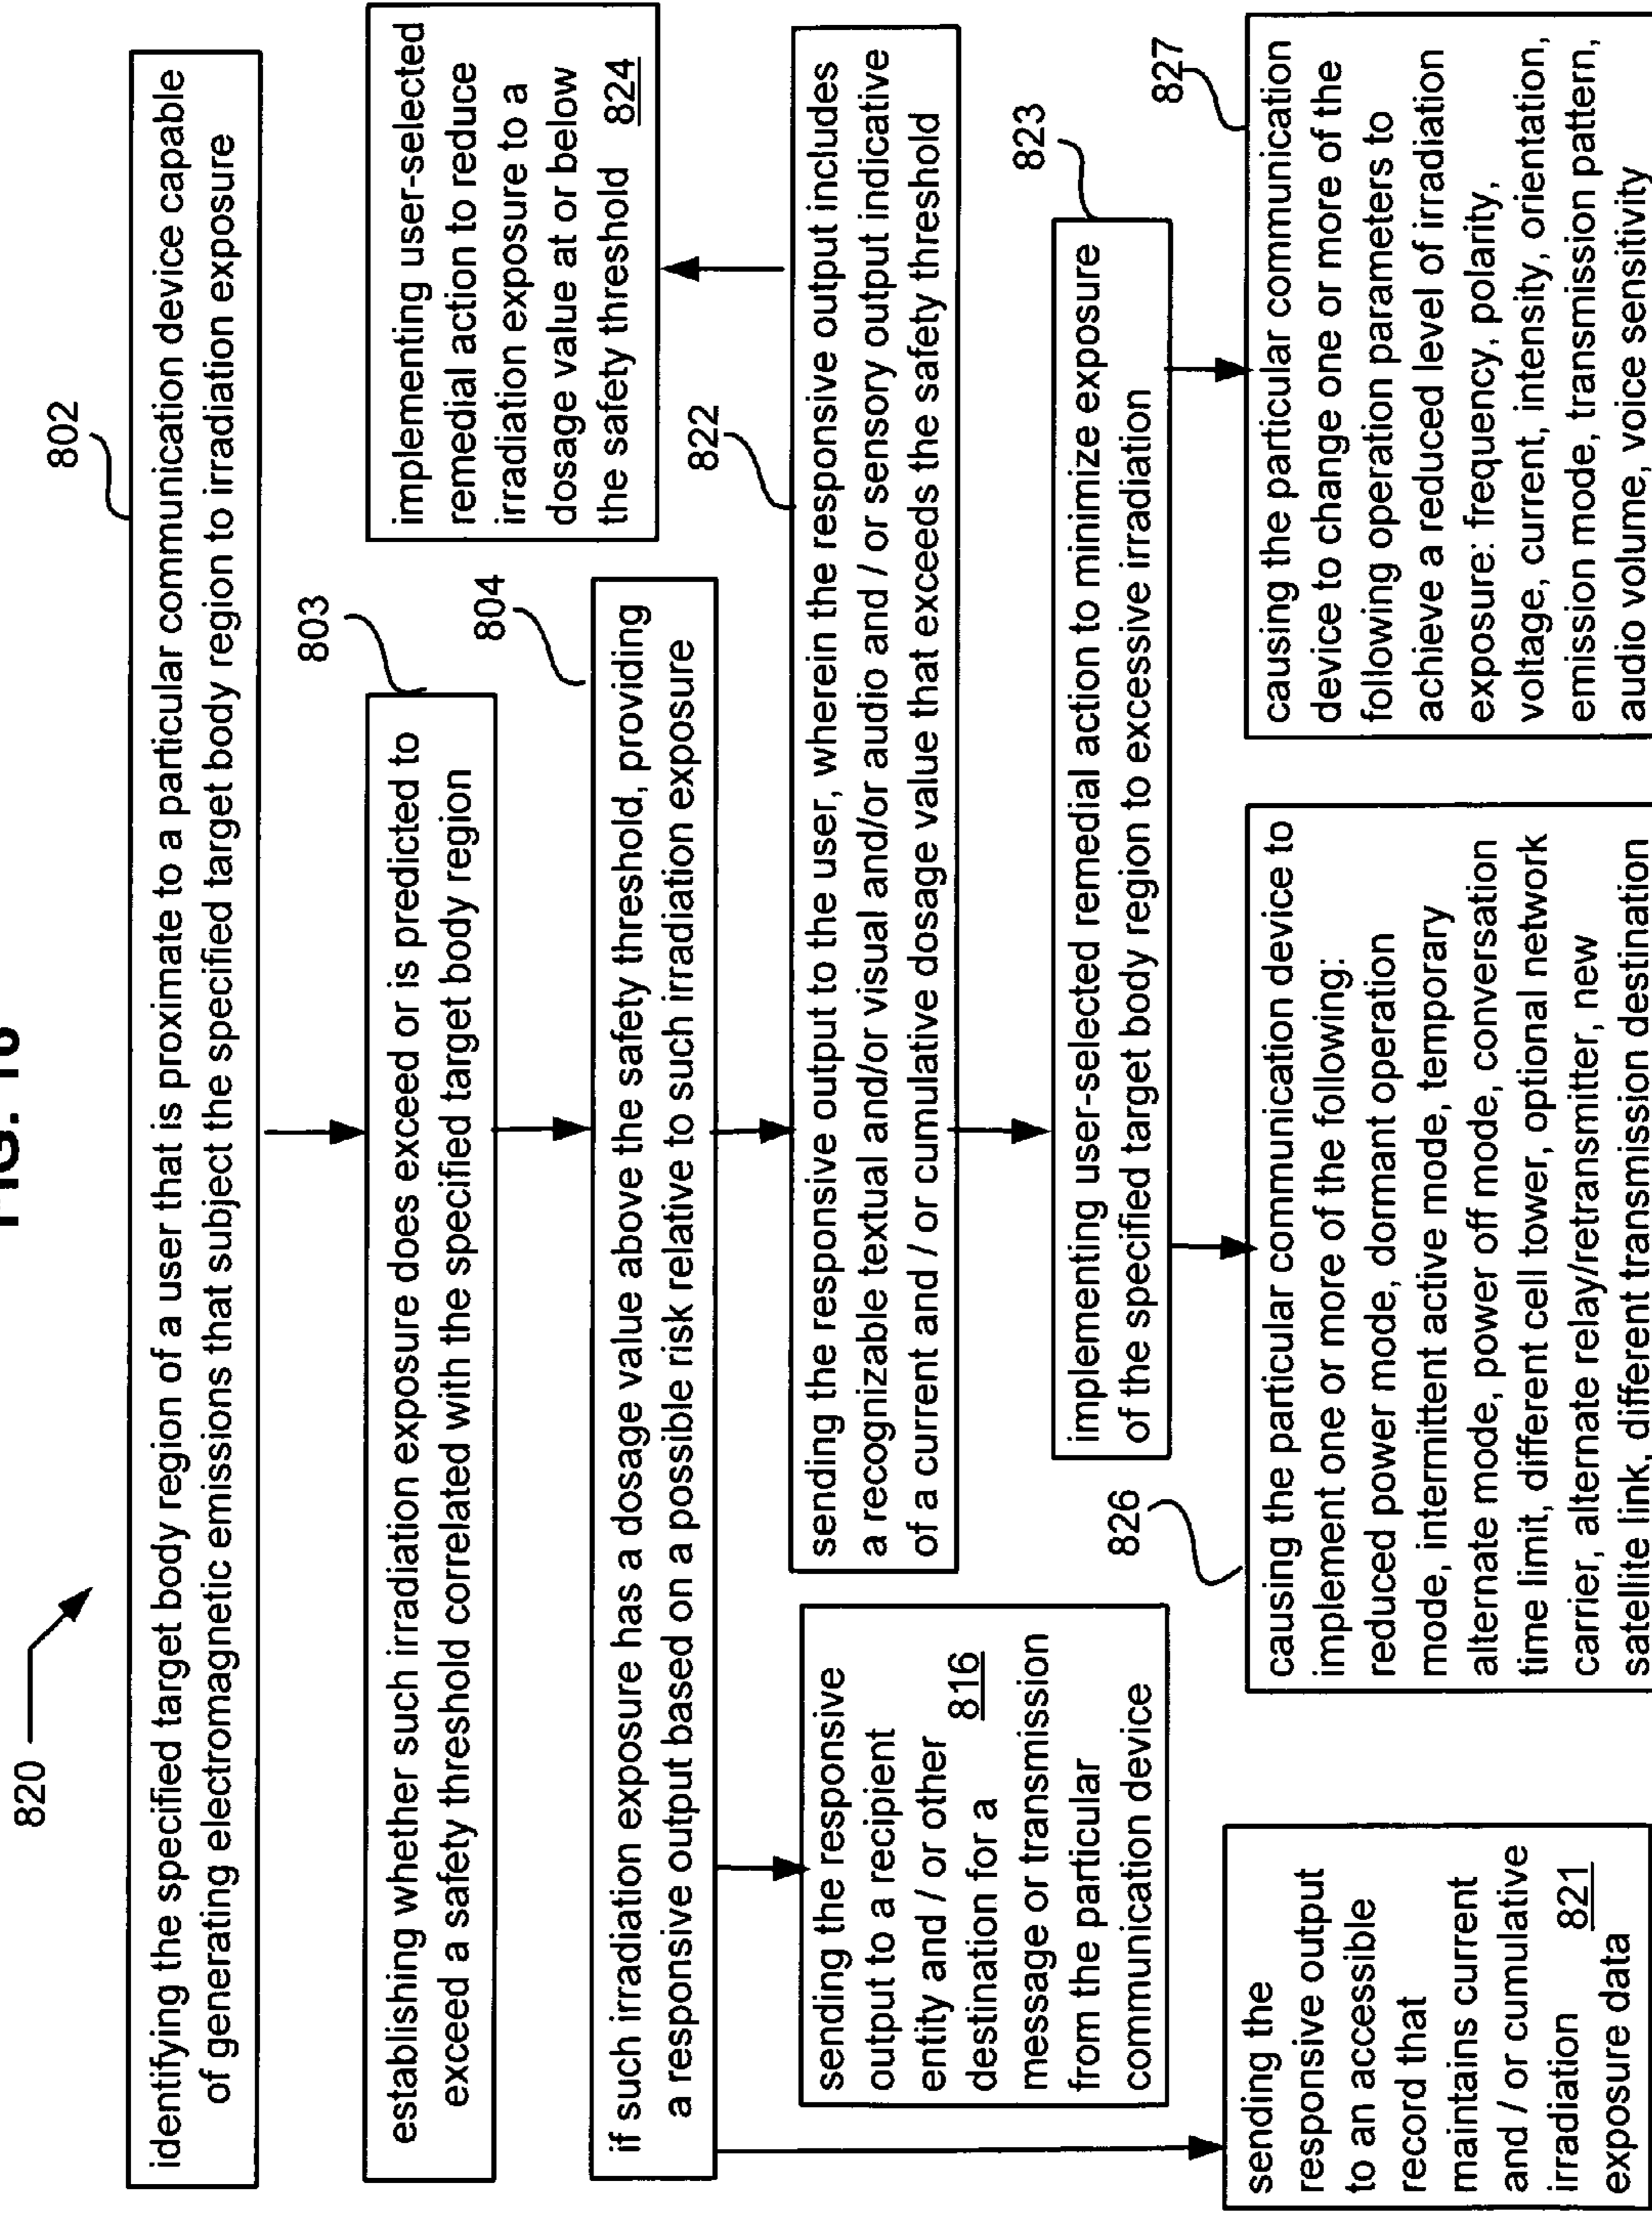 FIG. 18
820
802
identifying the specified target body region of a user that is proximate to a particular communication device capable
of generating electromagnetic emissions that subject the specified target body region to irradiation exposure
803
establishing whether such irradiation exposure does exceed or is predicted to
exceed a safety threshold correlated with the specified target body region
implementing user-selected
remedial action to reduce
irradiation exposure to a
dosage value at or below
the safety threshold 824
804
if such irradiation exposure has a dosage value above the safety threshold, providing
a responsive output based on a possible risk relative to such irradiation exposure
822
sending the responsive output to the user, wherein the responsive output includes
a recognizable textual and/or visual and/or audio and / or sensory output indicative
of a current and / or cumulative dosage value that exceeds the safety threshold
sending the responsive
output to a recipient
entity and / or other 816
destination for a
message or transmission
from the particular
communication device
823
implementing user-selected remedial action to minimize exposure
of the specified target body region to excessive irradiation
sending the
responsive output
to an accessible
record that
maintains current
and / or cumulative
irradiation 821
exposure data
826
causing the particular communication device to
implement one or more of the following:
reduced power mode, dormant operation
mode, intermittent active mode, temporary
alternate mode, power off mode, conversation
time limit, different cell tower, optional network
carrier, alternate relay/retransmitter, new
satellite link, different transmission destination
827
causing the particular communication
device to change one or more of the
following operation parameters to
achieve a reduced level of irradiation
exposure: frequency, polarity,
voltage, current, intensity, orientation,
emission mode, transmission pattern,
audio volume, voice sensitivity